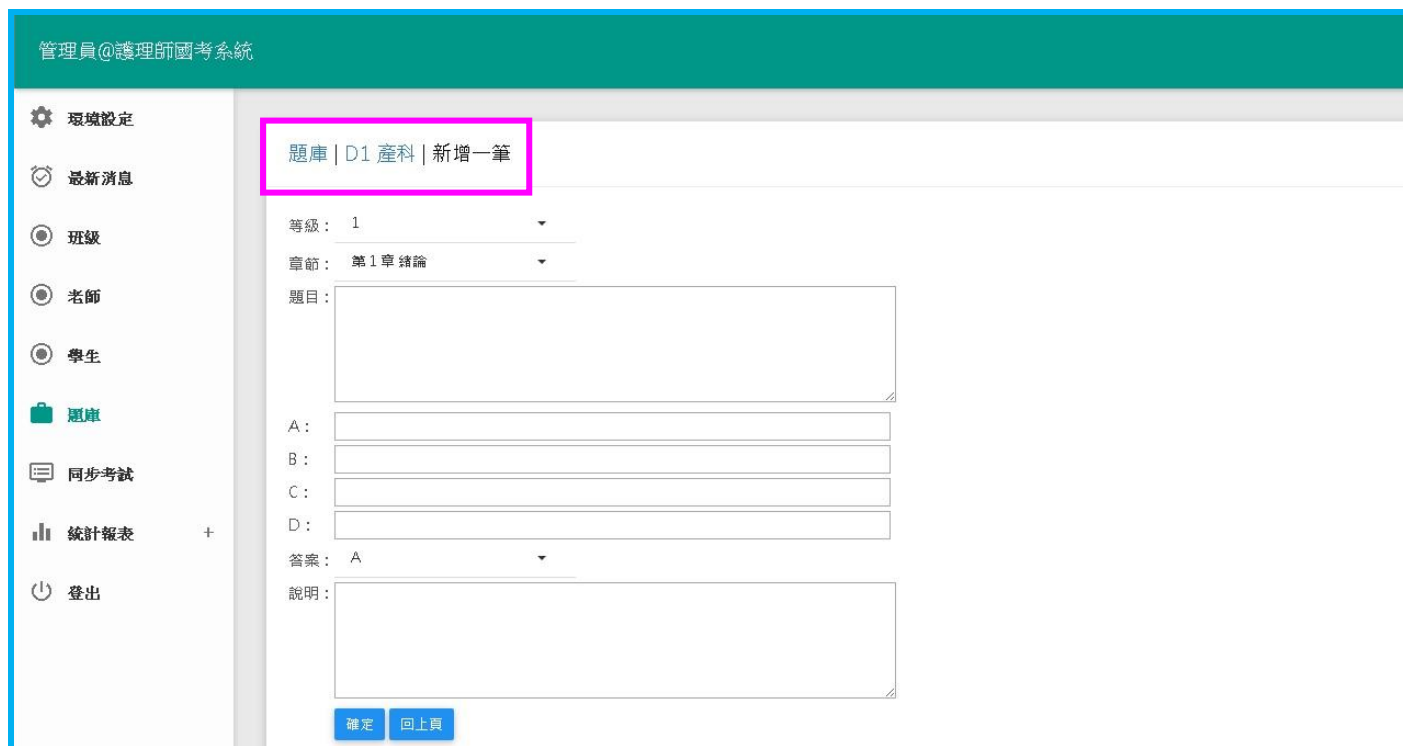 管理員@護理師國考系統
環境設定
最新消息
班級
老師
學生
題庫
同步考試
統計報表 +
登出
題庫 | D1 產科 | 新增一筆
等級： 1
章節： 第1章 緒論
題目：
A：
B：
C：
D：
答案： A
說明：
確定 回上頁